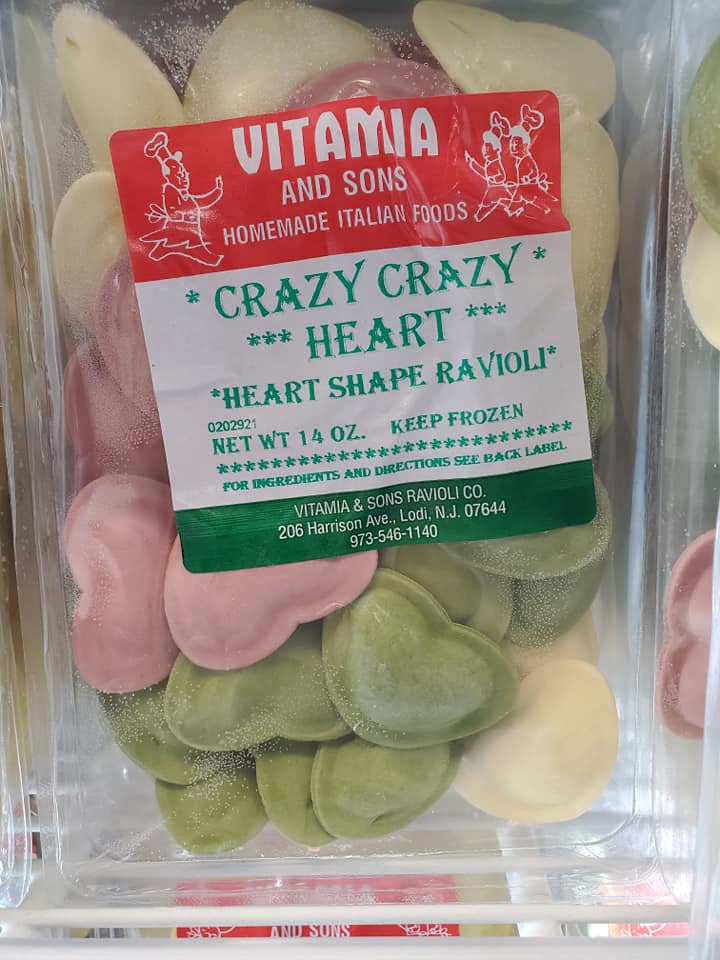 VITAMIA
AND SONS
HOMEMADE ITALIAN FOODS
* CRAZY CRAZY *
*** HEART ***
*HEART SHAPE RAVIOLI*
0202921
NET WT 14 OZ. KEEP FROZEN
***************************
FOR INGREDIENTS AND DIRECTIONS SEE BACK LABEL
VITAMIA & SONS RAVIOLI CO.
206 Harrison Ave., Lodi, N.J. 07644
973-546-1140
AND SONS